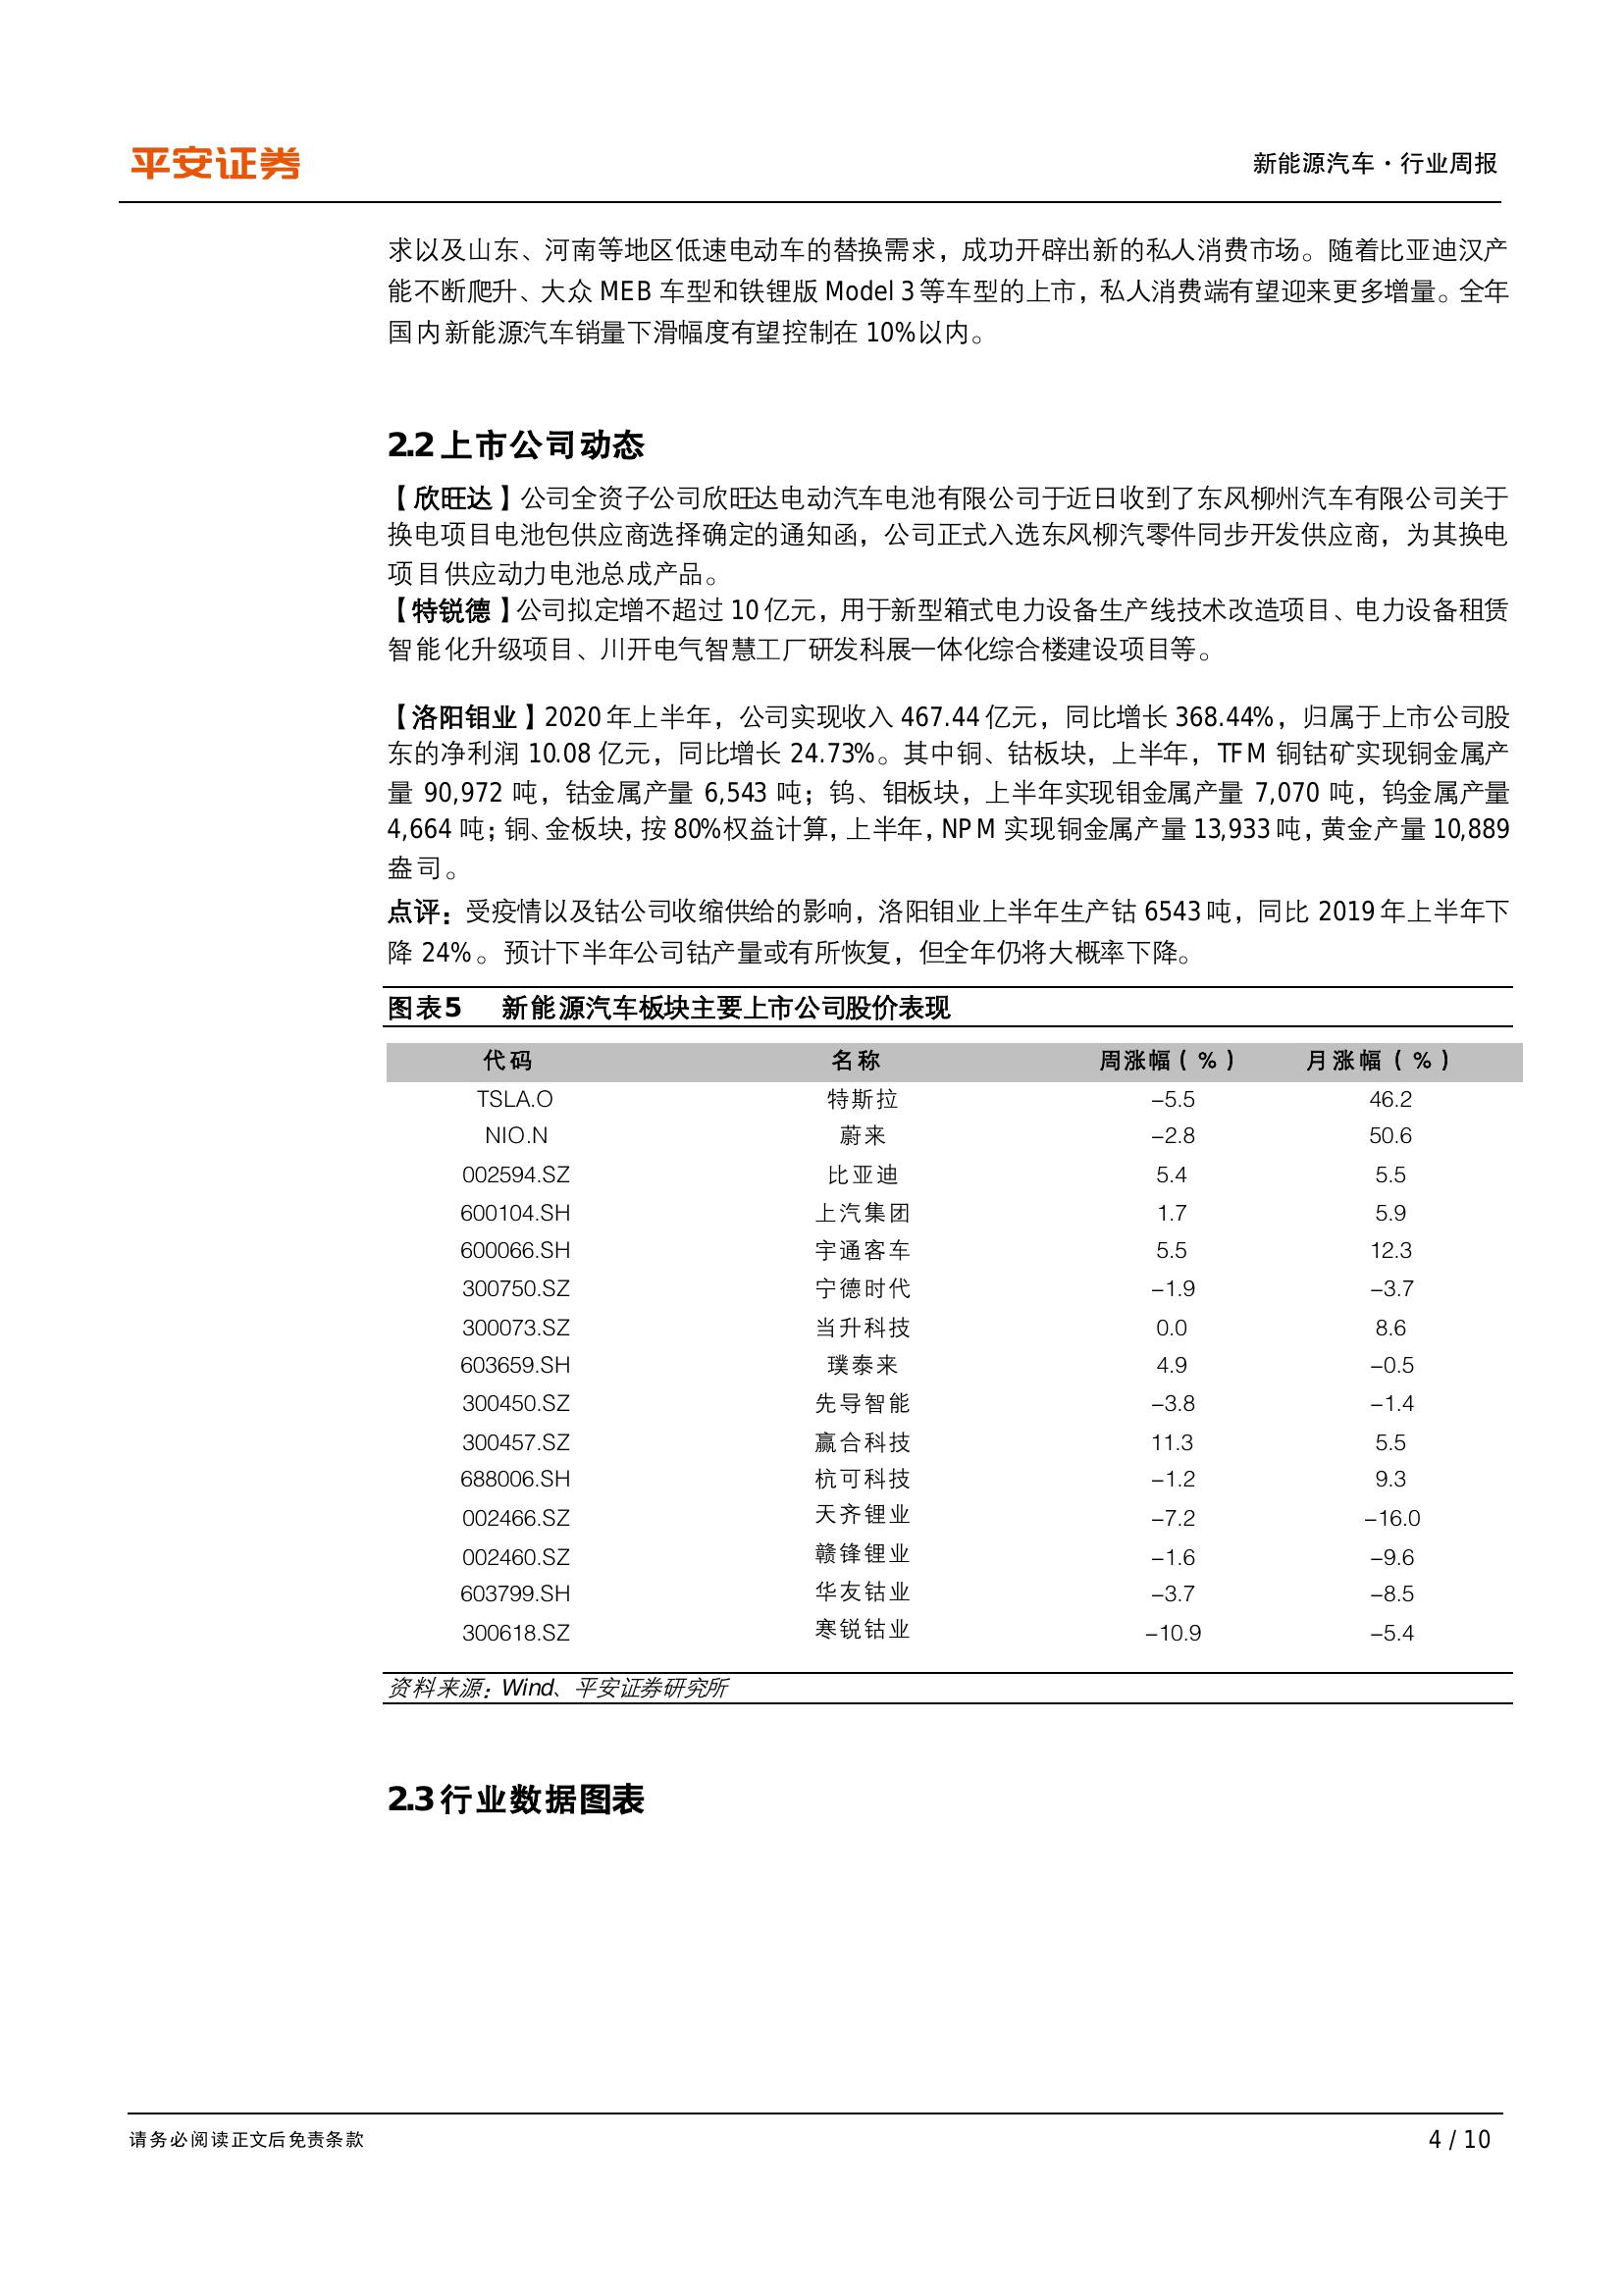 平安证券
新能源汽车·行业周报
求以及山东、河南等地区低速电动车的替换需求，成功开辟出新的私人消费市场。随着比亚迪汉产
能不断爬升、大众 MEB 车型和铁锂版 Model 3 等车型的上市，私人消费端有望迎来更多增量。全年
国内新能源汽车销量下滑幅度有望控制在 10%以内。
2.2 上市公司动态
【欣旺达】公司全资子公司欣旺达电动汽车电池有限公司于近日收到了东风柳州汽车有限公司关于
换电项目电池包供应商选择确定的通知函，公司正式入选东风柳汽零件同步开发供应商，为其换电
项目供应动力电池总成产品。
【特锐德】公司拟定增不超过 10 亿元，用于新型箱式电力设备生产线技术改造项目、电力设备租赁
智能化升级项目、川开电气智慧工厂研发科展一体化综合楼建设项目等。
【洛阳钼业】2020 年上半年，公司实现收入 467.44 亿元，同比增长 368.44%，归属于上市公司股
东的净利润 10.08 亿元，同比增长 24.73%。其中铜、钴板块，上半年，TFM 铜钴矿实现铜金属产
量 90,972 吨，钴金属产量 6,543 吨；钨、钼板块，上半年实现钼金属产量 7,070 吨，钨金属产量
4,664 吨；铜、金板块，按 80%权益计算，上半年，NPM 实现铜金属产量 13,933 吨，黄金产量 10,889
盎司。
点评：受疫情以及钴公司收缩供给的影响，洛阳钼业上半年生产钴 6543 吨，同比 2019 年上半年下
降 24%。预计下半年公司钴产量或有所恢复，但全年仍将大概率下降。
图表5 新能源汽车板块主要上市公司股价表现
代码 名称 周涨幅（%） 月涨幅（%）
TSLA.O 特斯拉 -5.5 46.2
NIO.N 蔚来 -2.8 50.6
002594.SZ 比亚迪 5.4 5.5
600104.SH 上汽集团 1.7 5.9
600066.SH 宇通客车 5.5 12.3
300750.SZ 宁德时代 -1.9 -3.7
300073.SZ 当升科技 0.0 8.6
603659.SH 璞泰来 4.9 -0.5
300450.SZ 先导智能 -3.8 -1.4
300457.SZ 赢合科技 11.3 5.5
688006.SH 杭可科技 -1.2 9.3
002466.SZ 天齐锂业 -7.2 -16.0
002460.SZ 赣锋锂业 -1.6 -9.6
603799.SH 华友钴业 -3.7 -8.5
300618.SZ 寒锐钴业 -10.9 -5.4
资料来源：Wind、平安证券研究所
2.3 行业数据图表
请务必阅读正文后免责条款
4 / 10